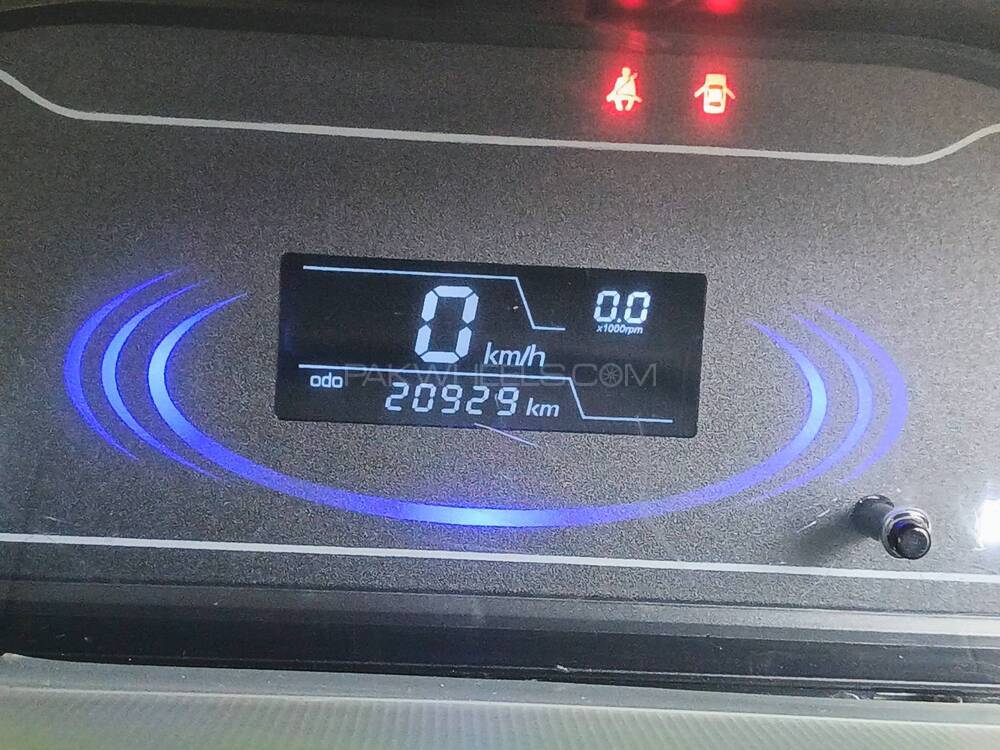 0 km/h
0.0
x1000rpm
PAKWHEELS.COM
odo 20929 km